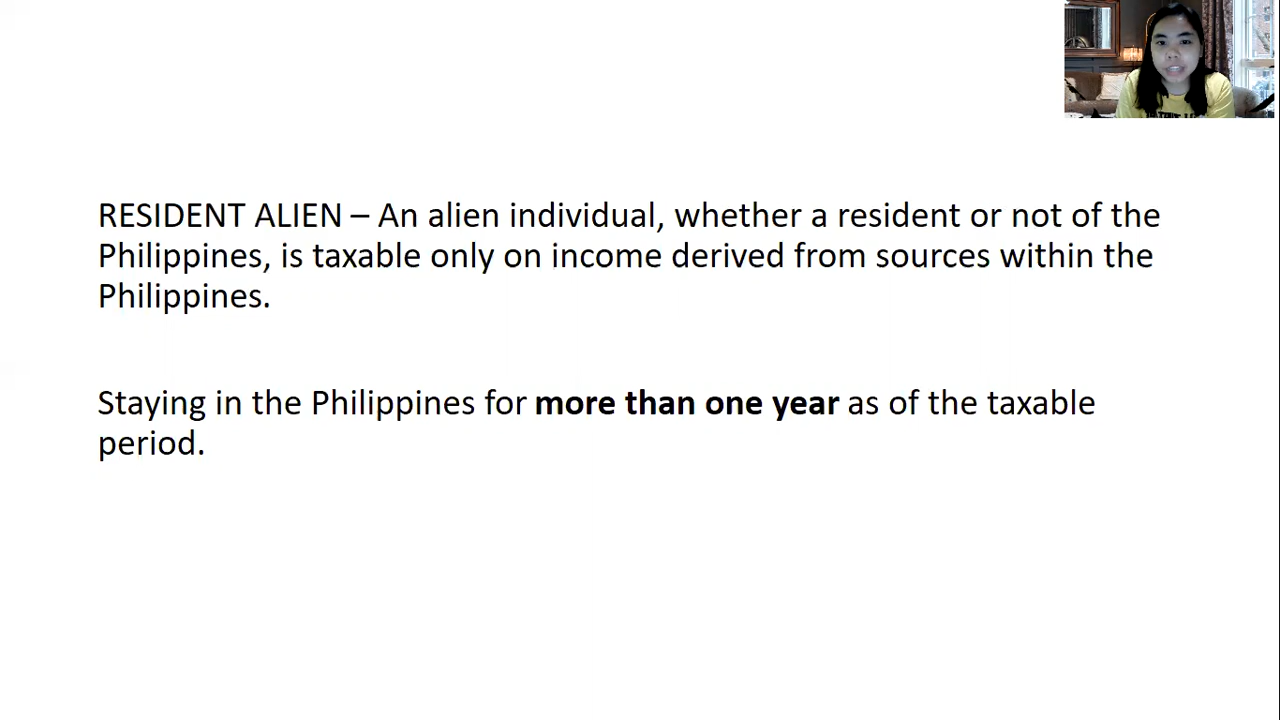 RESIDENT ALIEN – An alien individual, whether a resident or not of the
Philippines, is taxable only on income derived from sources within the
Philippines.
Staying in the Philippines for more than one year as of the taxable
period.